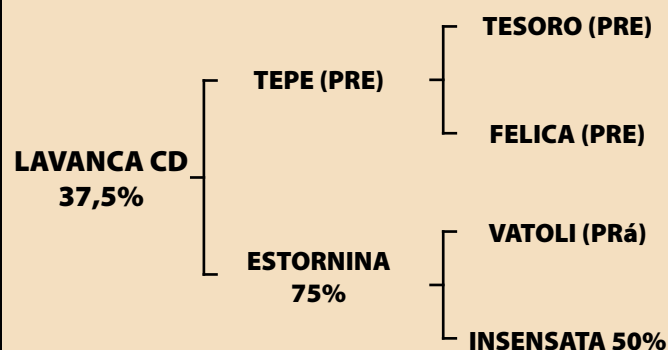 TESORO (PRE)
TEPE (PRE)
FELICA (PRE)
LAVANCA CD
37,5%
VATOLI (PRá)
ESTORNINA
75%
INSENSATA 50%